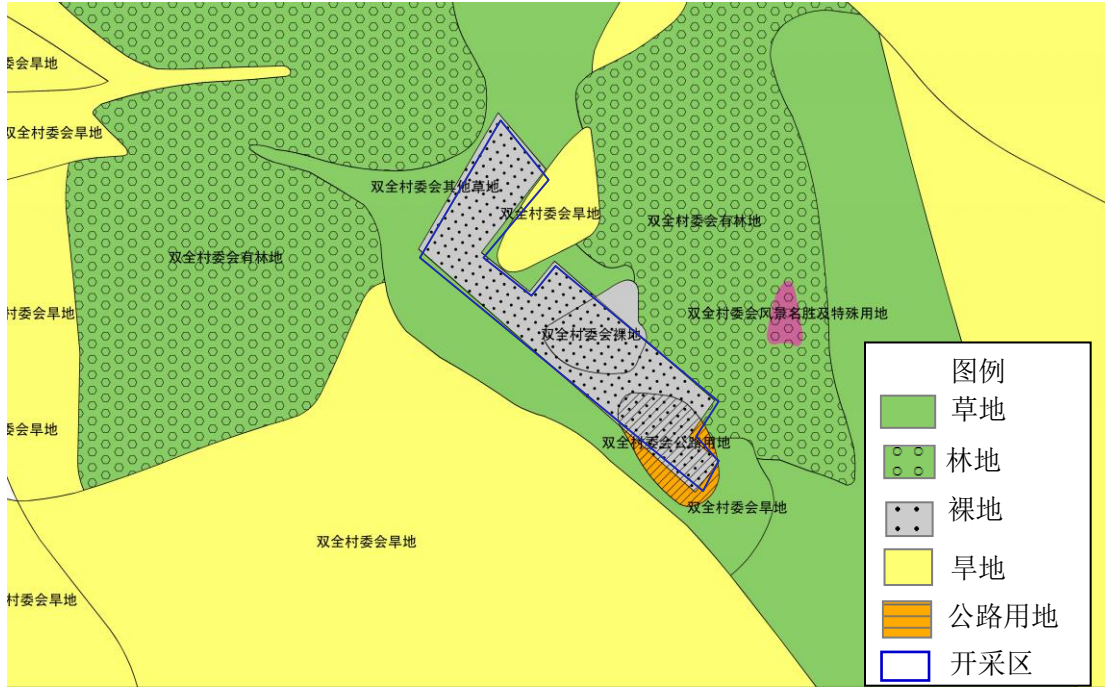 委会旱地
双全村委会旱地
双全村委会其他草地
双全村委会旱地
双全村委会有林地
双全村委会有林地
村委会旱地
双全村委会风景名胜及特殊用地
双全村委会裸地
委会旱地
双全村委会公路用地
双全村委会旱地
双全村委会旱地
村委会旱地
图例
草地
林地
裸地
旱地
公路用地
开采区